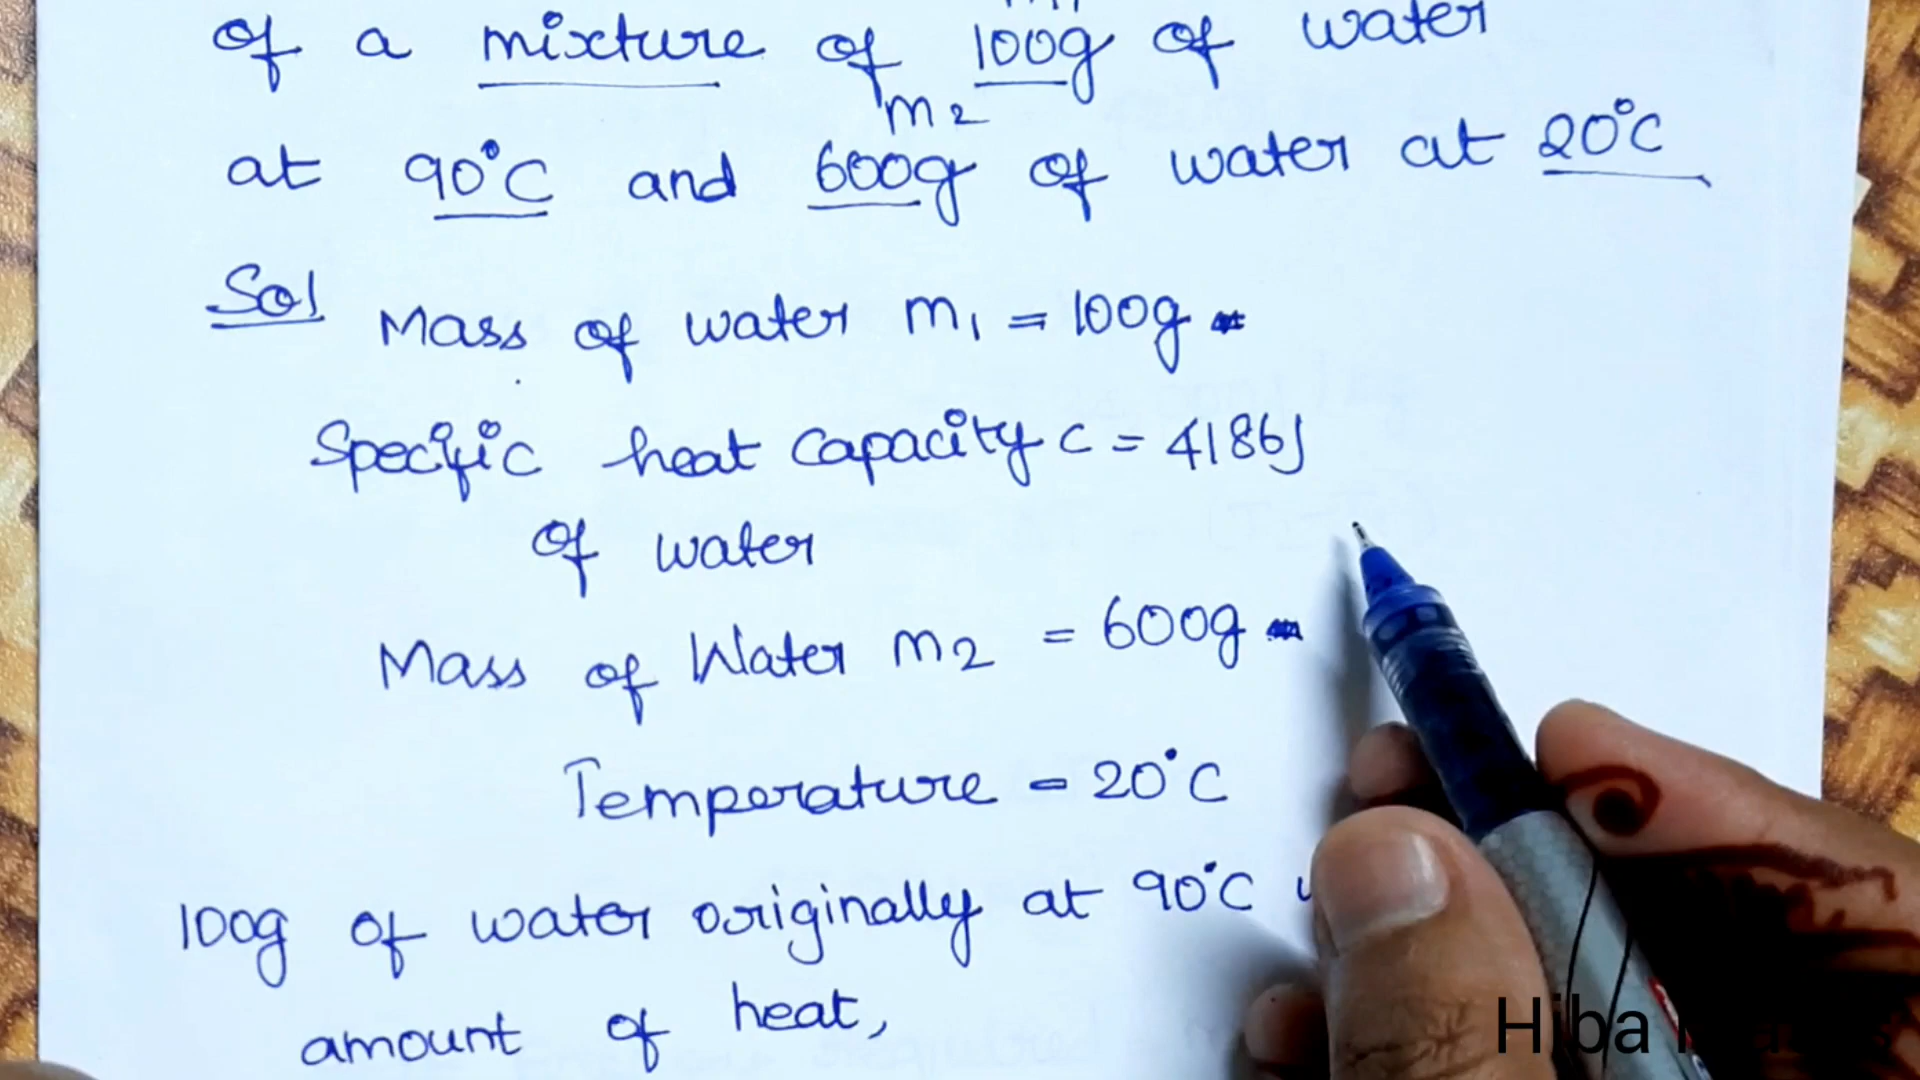 of a mixture of 100g of water
m2
at 90°C and 600g of water at 20°C
Sol Mass of water m1 = 100g
Specific heat capacity c = 4186J
of water
Mass of Water m2 = 600g
Temperature = 20°C
100g of water originally at 90°C
amount of heat,
Hiba